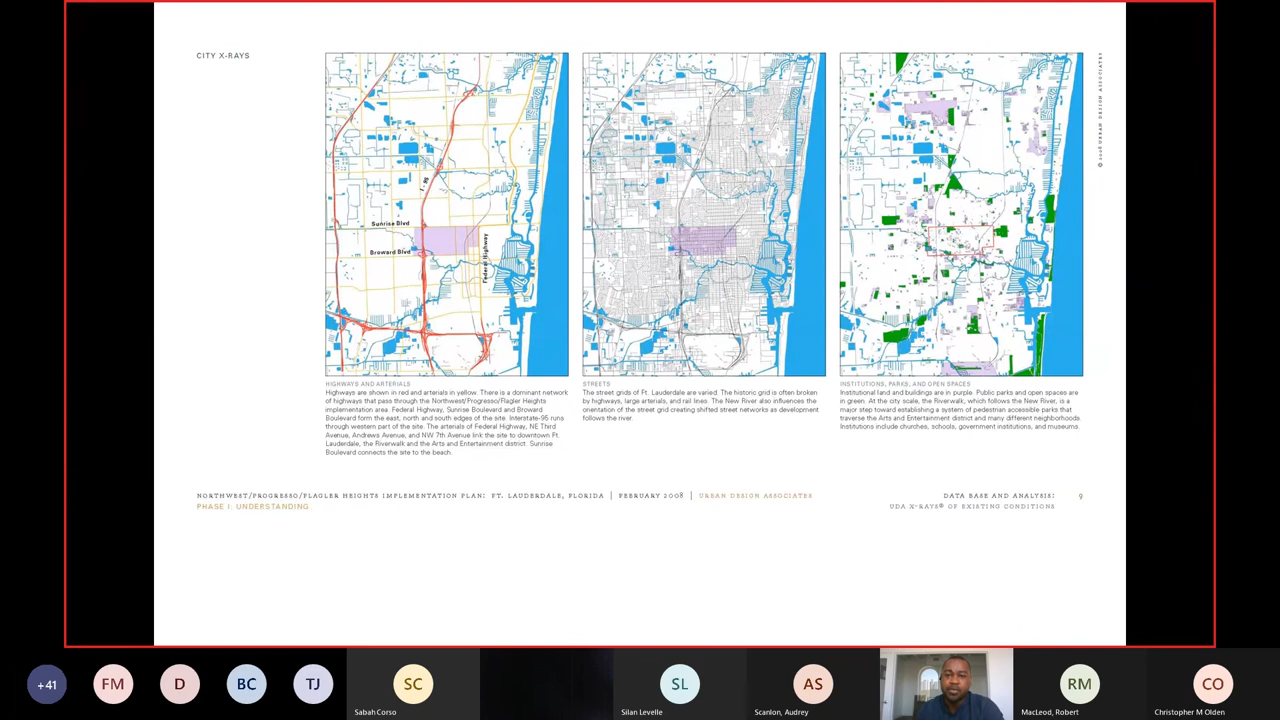 CITY X-RAYS
I - 95
Sunrise Blvd
Broward Blvd
Federal Highway
© 2008 URBAN DESIGN ASSOCIATES
HIGHWAYS AND ARTERIALS
Highways are shown in red and arterials in yellow. There is a dominant network
of highways that pass through the Northwest/Progresso/Flagler Heights
implementation area. Federal Highway, Sunrise Boulevard and Broward
Boulevard form the east, north and south edges of the site. Interstate-95 runs
through western part of the site. The arterials of Federal Highway, NE Third
Avenue, Andrews Avenue, and NW 7th Avenue link the site to downtown Ft.
Lauderdale, the Riverwalk and the Arts and Entertainment district. Sunrise
Boulevard connects the site to the beach.
STREETS
The street grids of Ft. Lauderdale are varied. The historic grid is often broken
by highways, large arterials, and rail lines. The New River also influences the
orientation of the street grid creating shifted street networks as development
follows the river.
INSTITUTIONS, PARKS, AND OPEN SPACES
Institutional land and buildings are in purple. Public parks and open spaces are
in green. At the city scale, the Riverwalk, which follows the New River, is a
major step toward establishing a system of pedestrian accessible parks that
traverse the Arts and Entertainment district and many different neighborhoods.
Institutions include churches, schools, government institutions, and museums.
NORTHWEST/PROGRESSO/FLAGLER HEIGHTS IMPLEMENTATION PLAN: FT. LAUDERDALE, FLORIDA | FEBRUARY 2008 | URBAN DESIGN ASSOCIATES
PHASE I: UNDERSTANDING
DATA BASE AND ANALYSIS: 9
UDA X-RAYS® OF EXISTING CONDITIONS
+41
FM
D
BC
TJ
SC
Sabah Corso
SL
Silan Levelle
AS
Scanlon, Audrey
RM
MacLeod, Robert
CO
Christopher M Olden